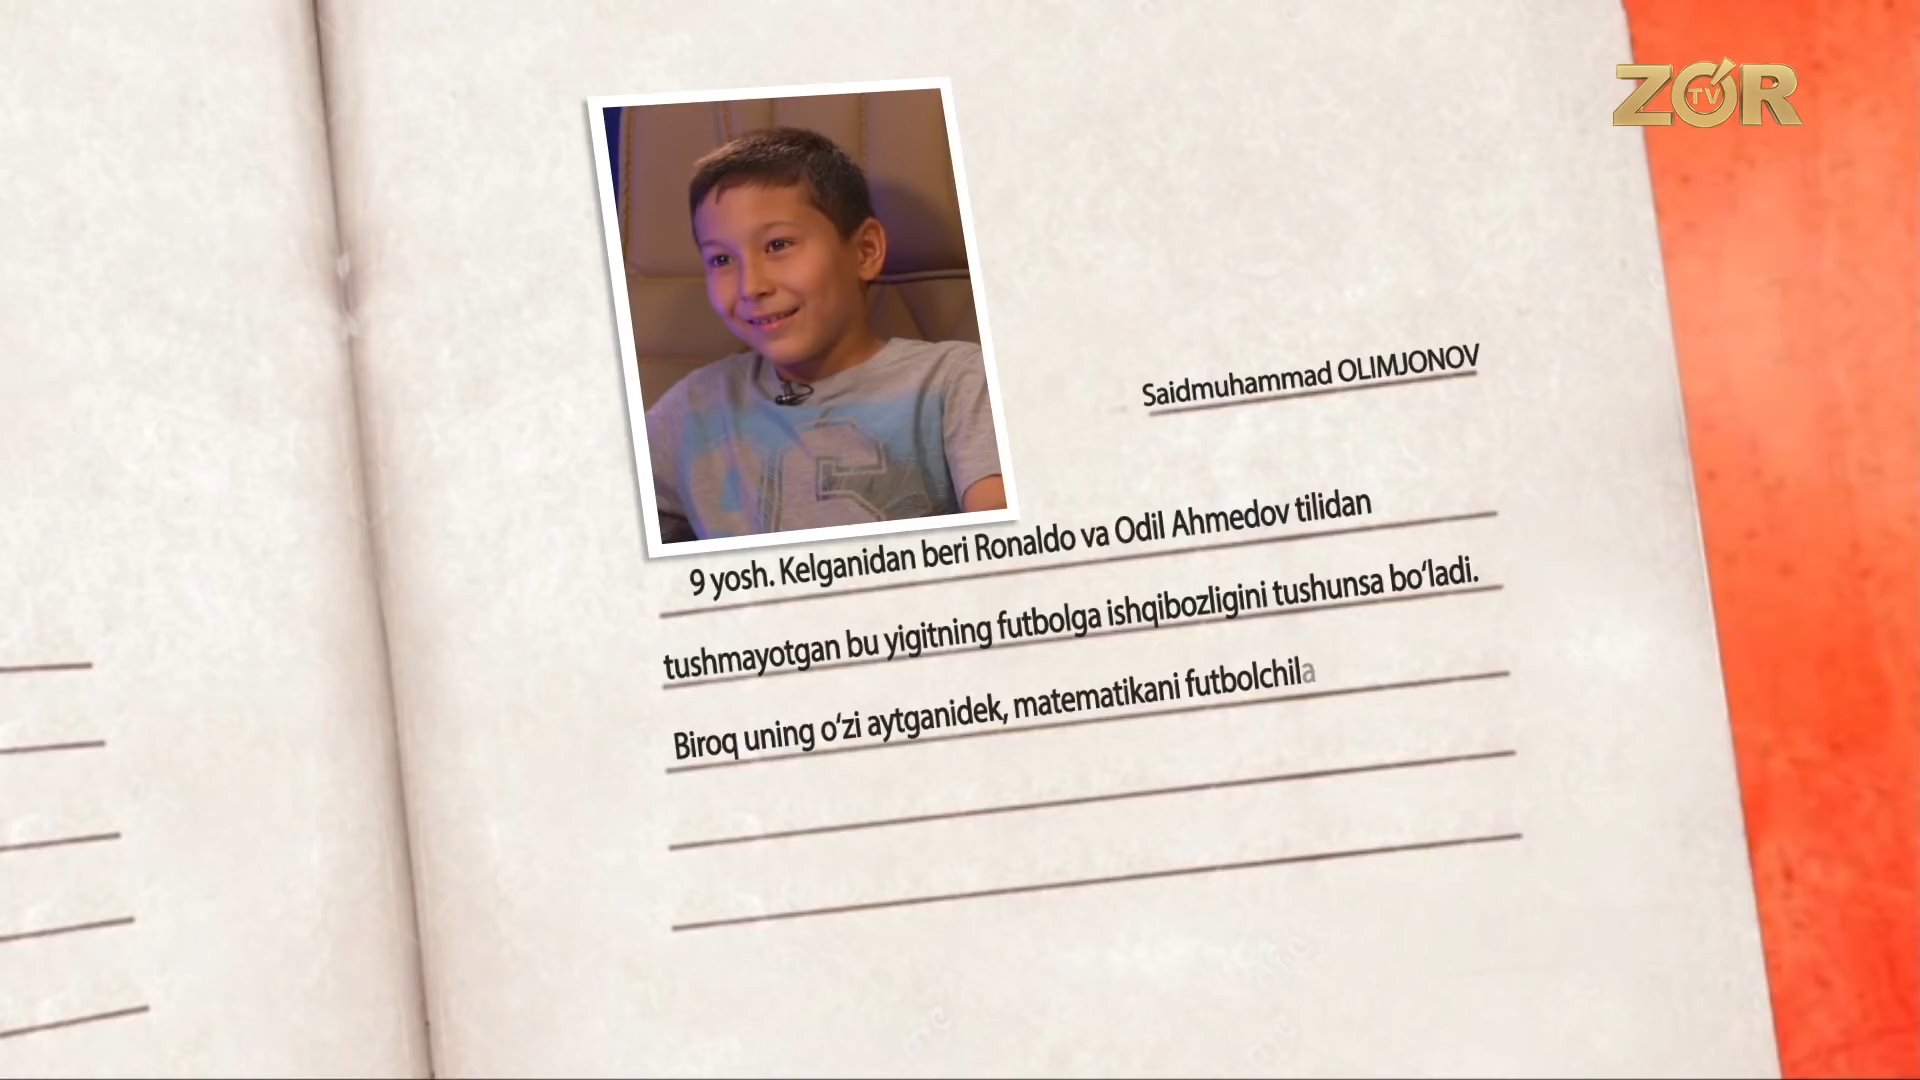 ZO'R TV
Saidmuhammad OLIMJONOV
9 yosh. Kelganidan beri Ronaldo va Odil Ahmedov tilidan
tushmayotgan bu yigitning futbolga ishqibozligini tushunsa bo‘ladi.
Biroq uning o‘zi aytganidek, matematikani futbolchila